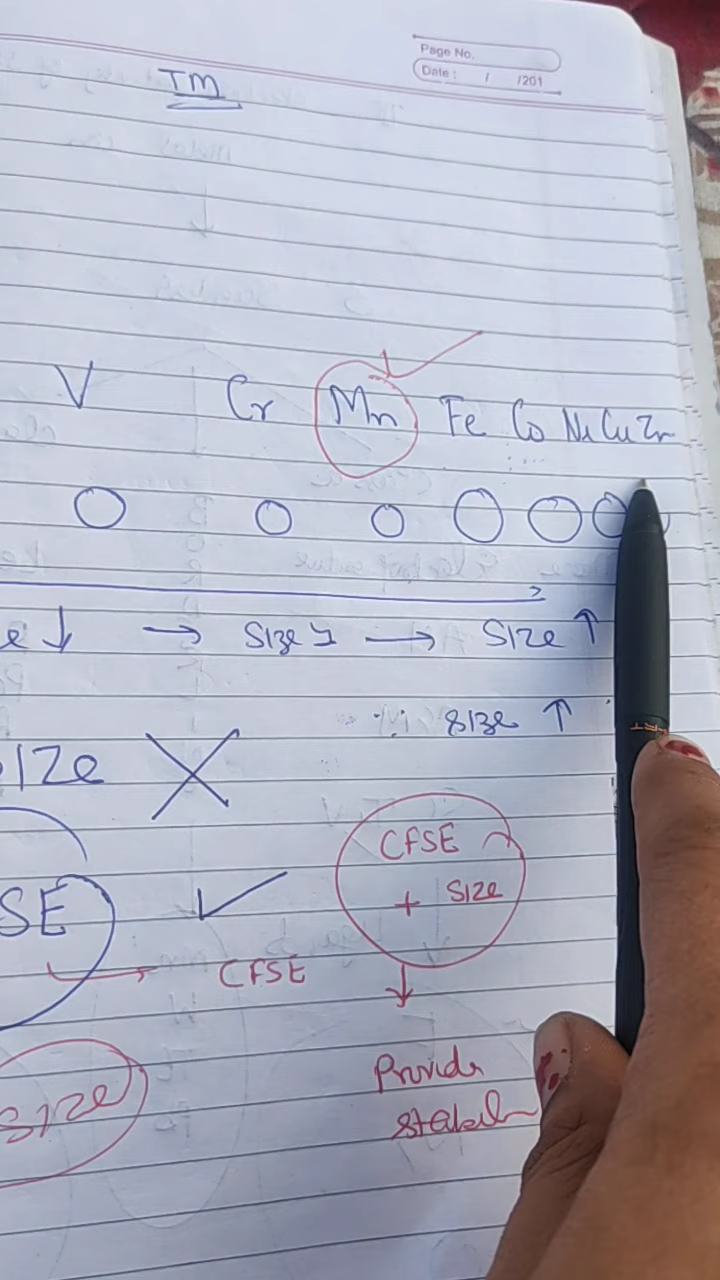 Page No.
Date : / /201
TM
V Cr Mn Fe Co Ni Cu Zn
e ↓ → Size ↓ → Size ↑
∴ size ↑
size
CFSE
+ size
SE
CFSE
Provide
size